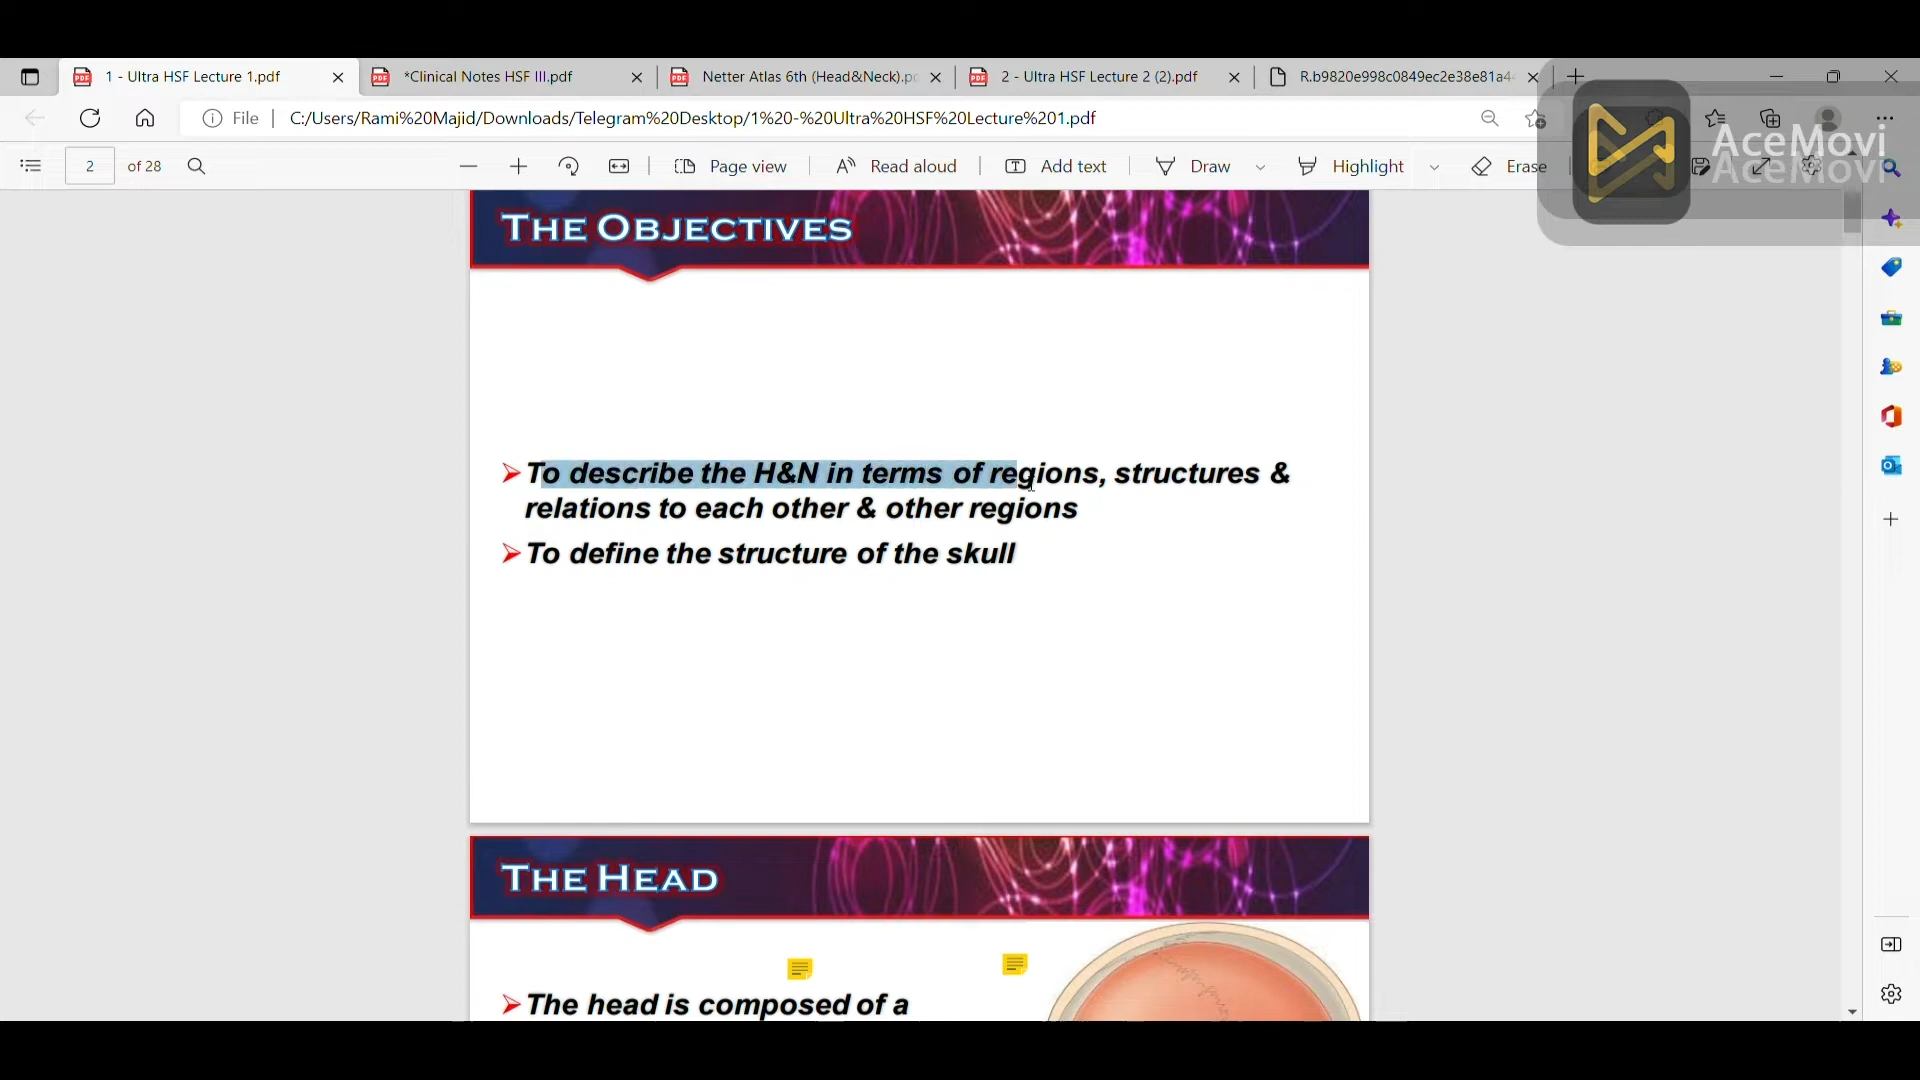 1 - Ultra HSF Lecture 1.pdf
*Clinical Notes HSF III.pdf
Netter Atlas 6th (Head&Neck).pd
2 - Ultra HSF Lecture 2 (2).pdf
R.b9820e998c0849ec2e38e81a4
File
C:/Users/Rami%20Majid/Downloads/Telegram%20Desktop/1%20-%20Ultra%20HSF%20Lecture%201.pdf
AceMovi
AceMovi
2 of 28
Page view
Read aloud
Add text
Draw
Highlight
Erase
THE OBJECTIVES
To describe the H&N in terms of regions, structures &
relations to each other & other regions
To define the structure of the skull
THE HEAD
The head is composed of a